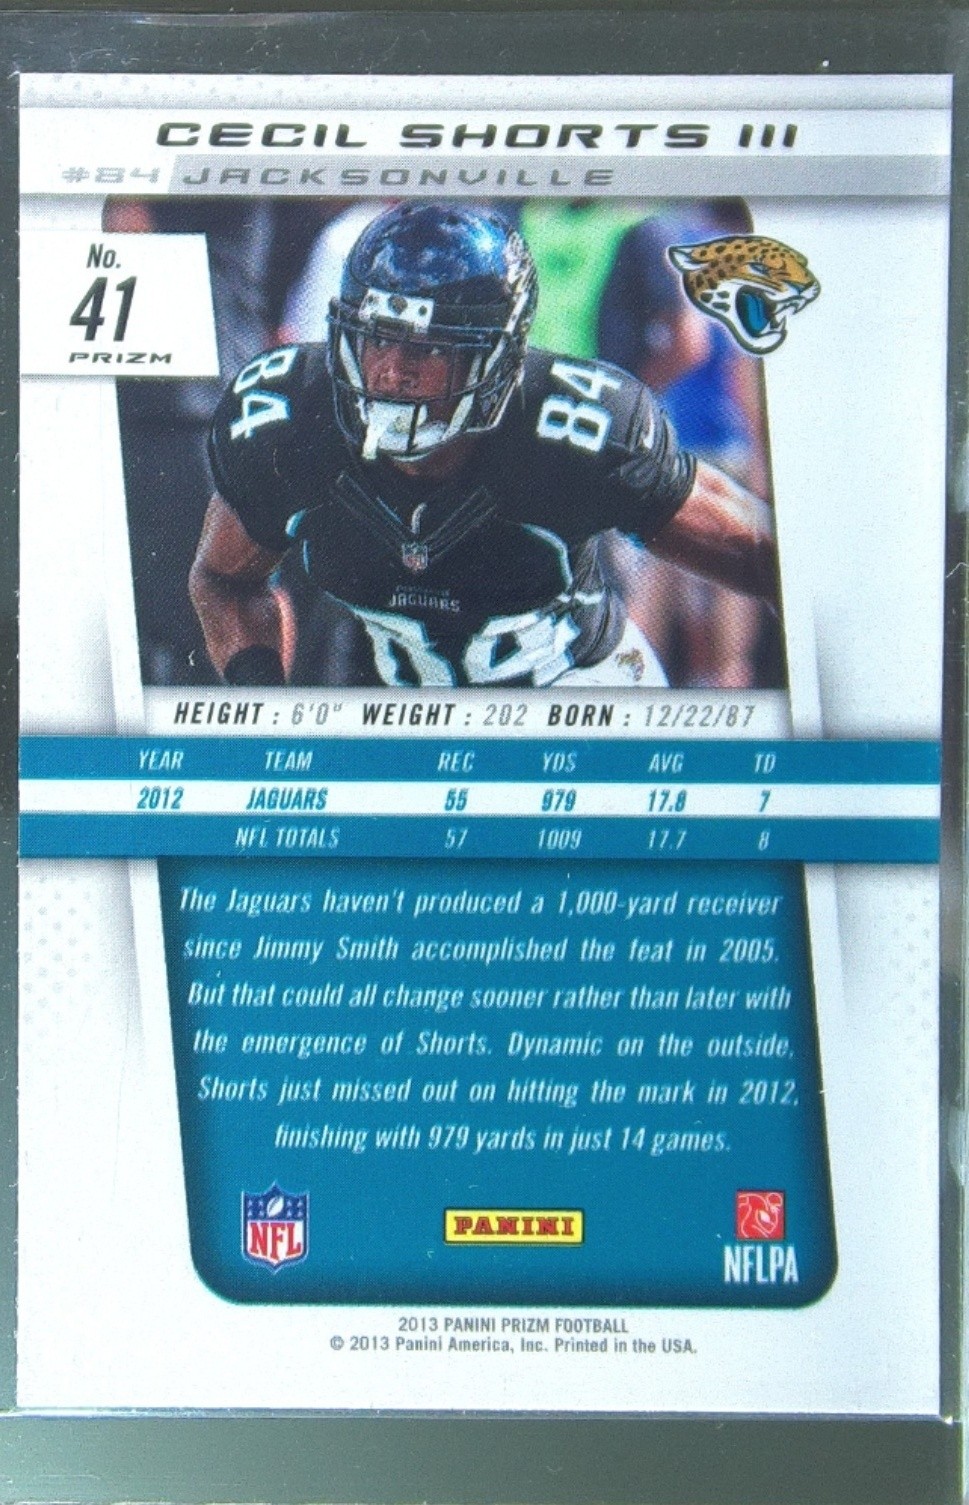 CECIL SHORTS III
#84 JACKSONVILLE
No.
41
PRIZM
84
84
JAGUARS
84
HEIGHT : 6'0" WEIGHT : 202 BORN : 12/22/87
YEAR TEAM REC YDS AVG TD
2012 JAGUARS 55 979 17.8 7
NFL TOTALS 57 1009 17.7 8
The Jaguars haven't produced a 1,000-yard receiver
since Jimmy Smith accomplished the feat in 2005.
But that could all change sooner rather than later with
the emergence of Shorts. Dynamic on the outside,
Shorts just missed out on hitting the mark in 2012,
finishing with 979 yards in just 14 games.
NFL
PANINI
NFLPA
2013 PANINI PRIZM FOOTBALL
© 2013 Panini America, Inc. Printed in the USA.